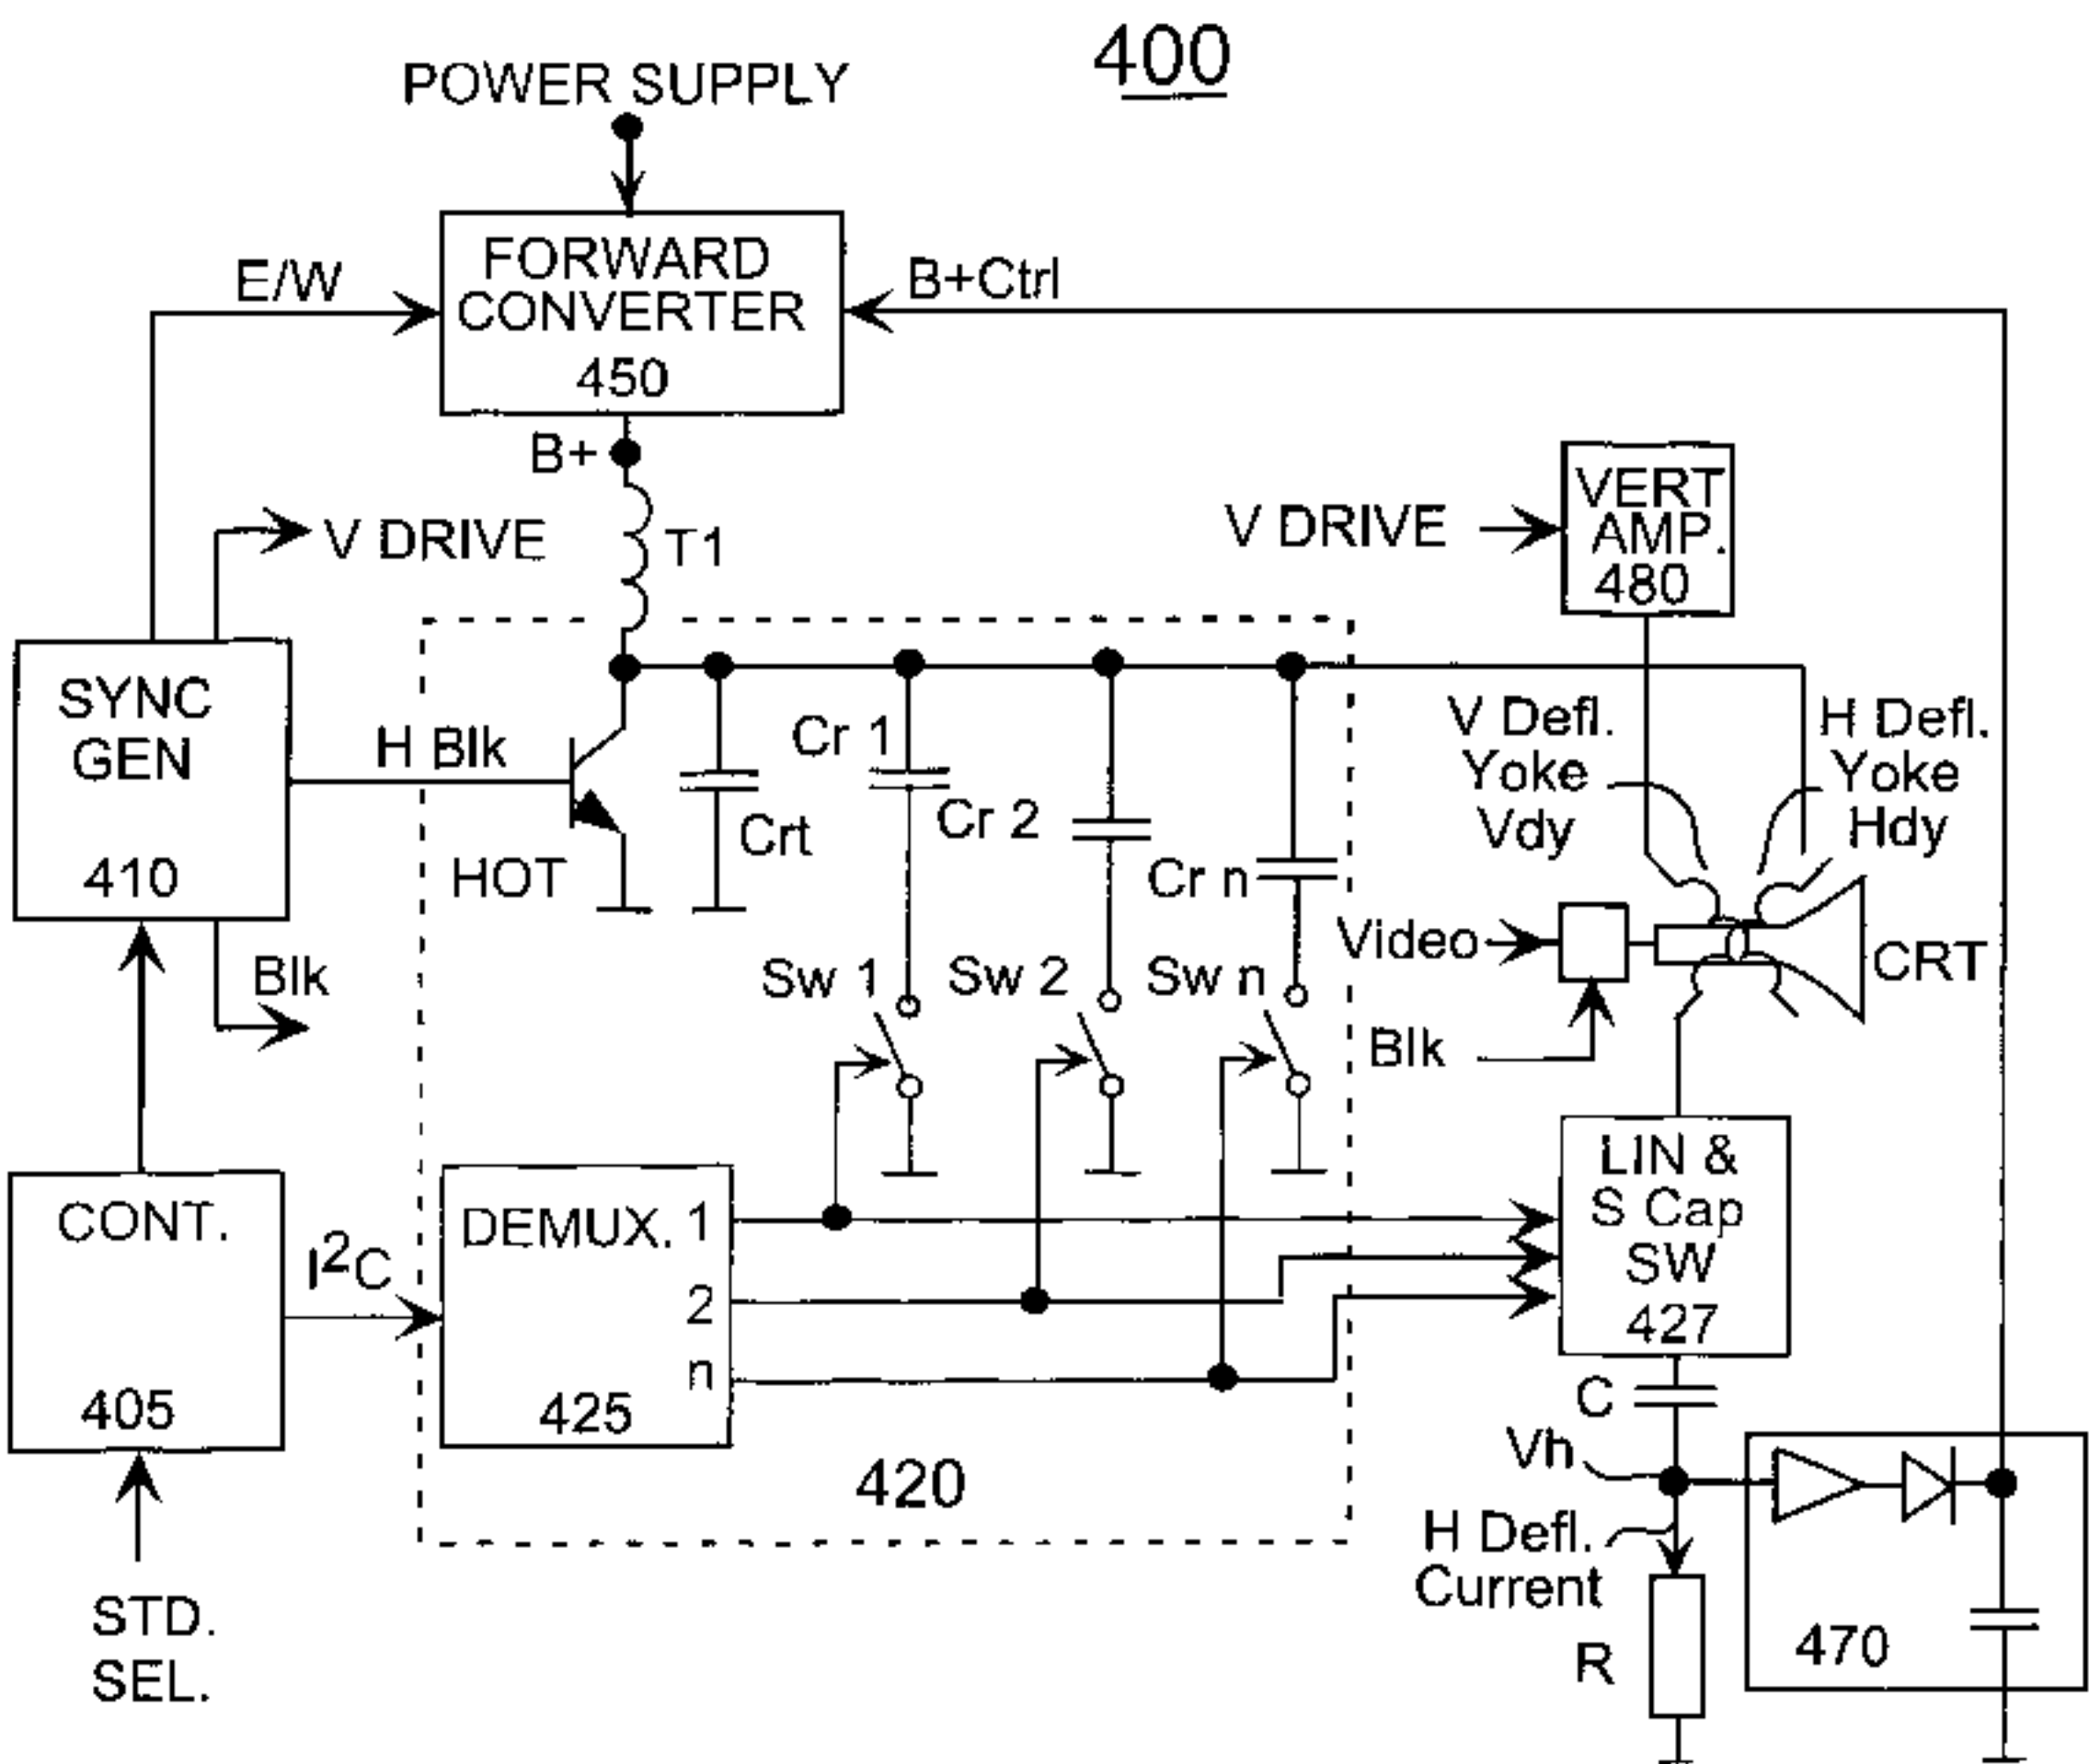 400
POWER SUPPLY
FORWARD
CONVERTER
450
E/W
B+Ctrl
B+
T1
V DRIVE
V DRIVE
VERT
AMP.
480
SYNC
GEN
410
H Blk
HOT
Crt
Cr 1
Cr 2
Cr n
V Defl.
Yoke
Vdy
H Defl.
Yoke
Hdy
Video
CRT
Blk
Blk
Sw 1
Sw 2
Sw n
CONT.
405
I²C
DEMUX.
1
2
n
425
420
LIN &
S Cap
SW
427
C
Vh
H Defl.
Current
R
470
STD.
SEL.